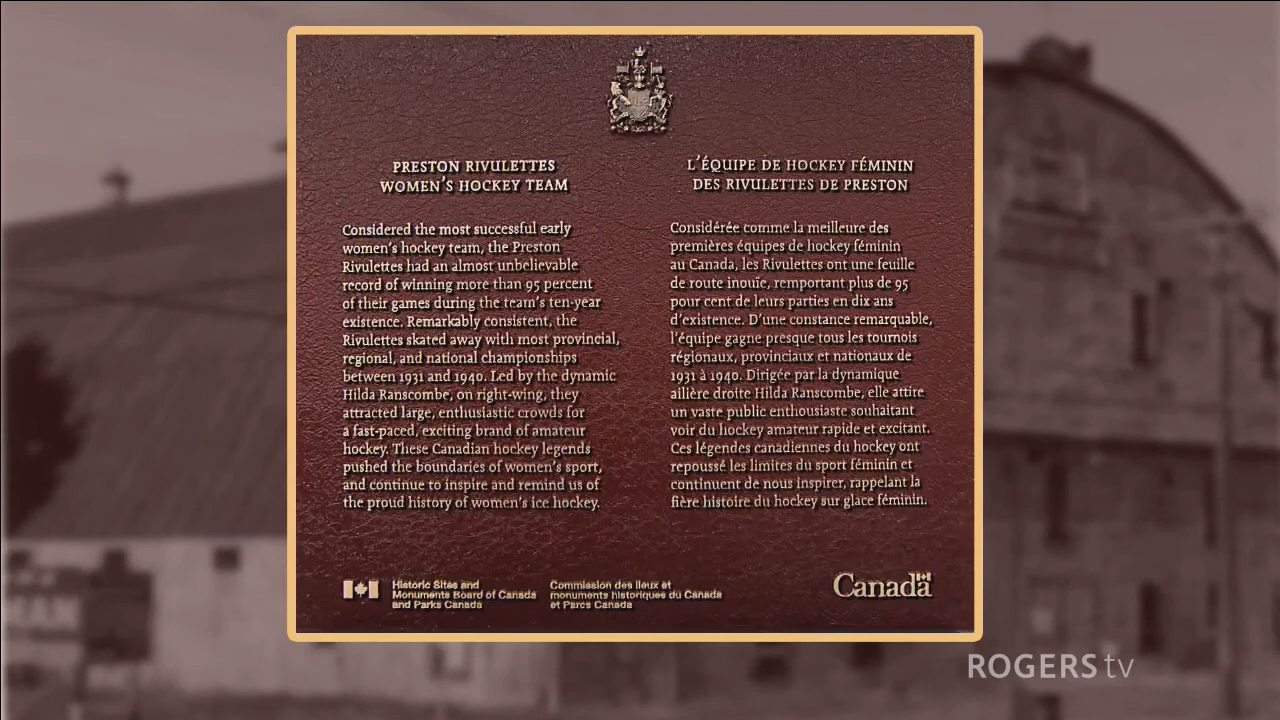 PRESTON RIVULETTES
WOMEN'S HOCKEY TEAM
Considered the most successful early
women's hockey team, the Preston
Rivulettes had an almost unbelievable
record of winning more than 95 percent
of their games during the team's ten-year
existence. Remarkably consistent, the
Rivulettes skated away with most provincial,
regional, and national championships
between 1931 and 1940. Led by the dynamic
Hilda Ranscombe, on right-wing, they
attracted large, enthusiastic crowds for
a fast-paced, exciting brand of amateur
hockey. These Canadian hockey legends
pushed the boundaries of women's sport,
and continue to inspire and remind us of
the proud history of women's ice hockey.
L'ÉQUIPE DE HOCKEY FÉMININ
DES RIVULETTES DE PRESTON
Considérée comme la meilleure des
premières équipes de hockey féminin
au Canada, les Rivulettes ont une feuille
de route inouïe, remportant plus de 95
pour cent de leurs parties en dix ans
d'existence. D'une constance remarquable,
l'équipe gagne presque tous les tournois
régionaux, provinciaux et nationaux de
1931 à 1940. Dirigée par la dynamique
ailière droite Hilda Ranscombe, elle attire
un vaste public enthousiaste souhaitant
voir du hockey amateur rapide et excitant.
Ces légendes canadiennes du hockey ont
repoussé les limites du sport féminin et
continuent de nous inspirer, rappelant la
fière histoire du hockey sur glace féminin.
Historic Sites and
Monuments Board of Canada
and Parks Canada
Commission des lieux et
monuments historiques du Canada
et Parcs Canada
Canada
ROGERS tv